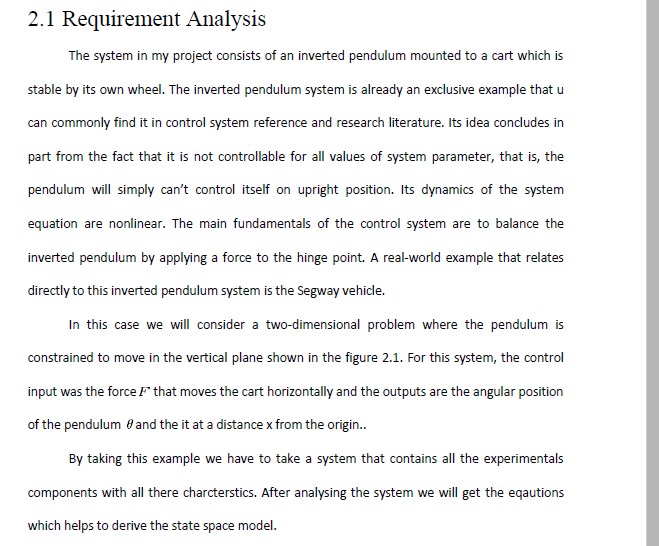 2.1 Requirement Analysis
The system in my project consists of an inverted pendulum mounted to a cart which is
stable by its own wheel. The inverted pendulum system is already an exclusive example that u
can commonly find it in control system reference and research literature. Its idea concludes in
part from the fact that it is not controllable for all values of system parameter, that is, the
pendulum will simply can't control itself on upright position. Its dynamics of the system
equation are nonlinear. The main fundamentals of the control system are to balance the
inverted pendulum by applying a force to the hinge point. A real-world example that relates
directly to this inverted pendulum system is the Segway vehicle.
In this case we will consider a two-dimensional problem where the pendulum is
constrained to move in the vertical plane shown in the figure 2.1. For this system, the control
input was the force F that moves the cart horizontally and the outputs are the angular position
of the pendulum θ and the it at a distance x from the origin..
By taking this example we have to take a system that contains all the experimentals
components with all there charcterstics. After analysing the system we will get the eqautions
which helps to derive the state space model.